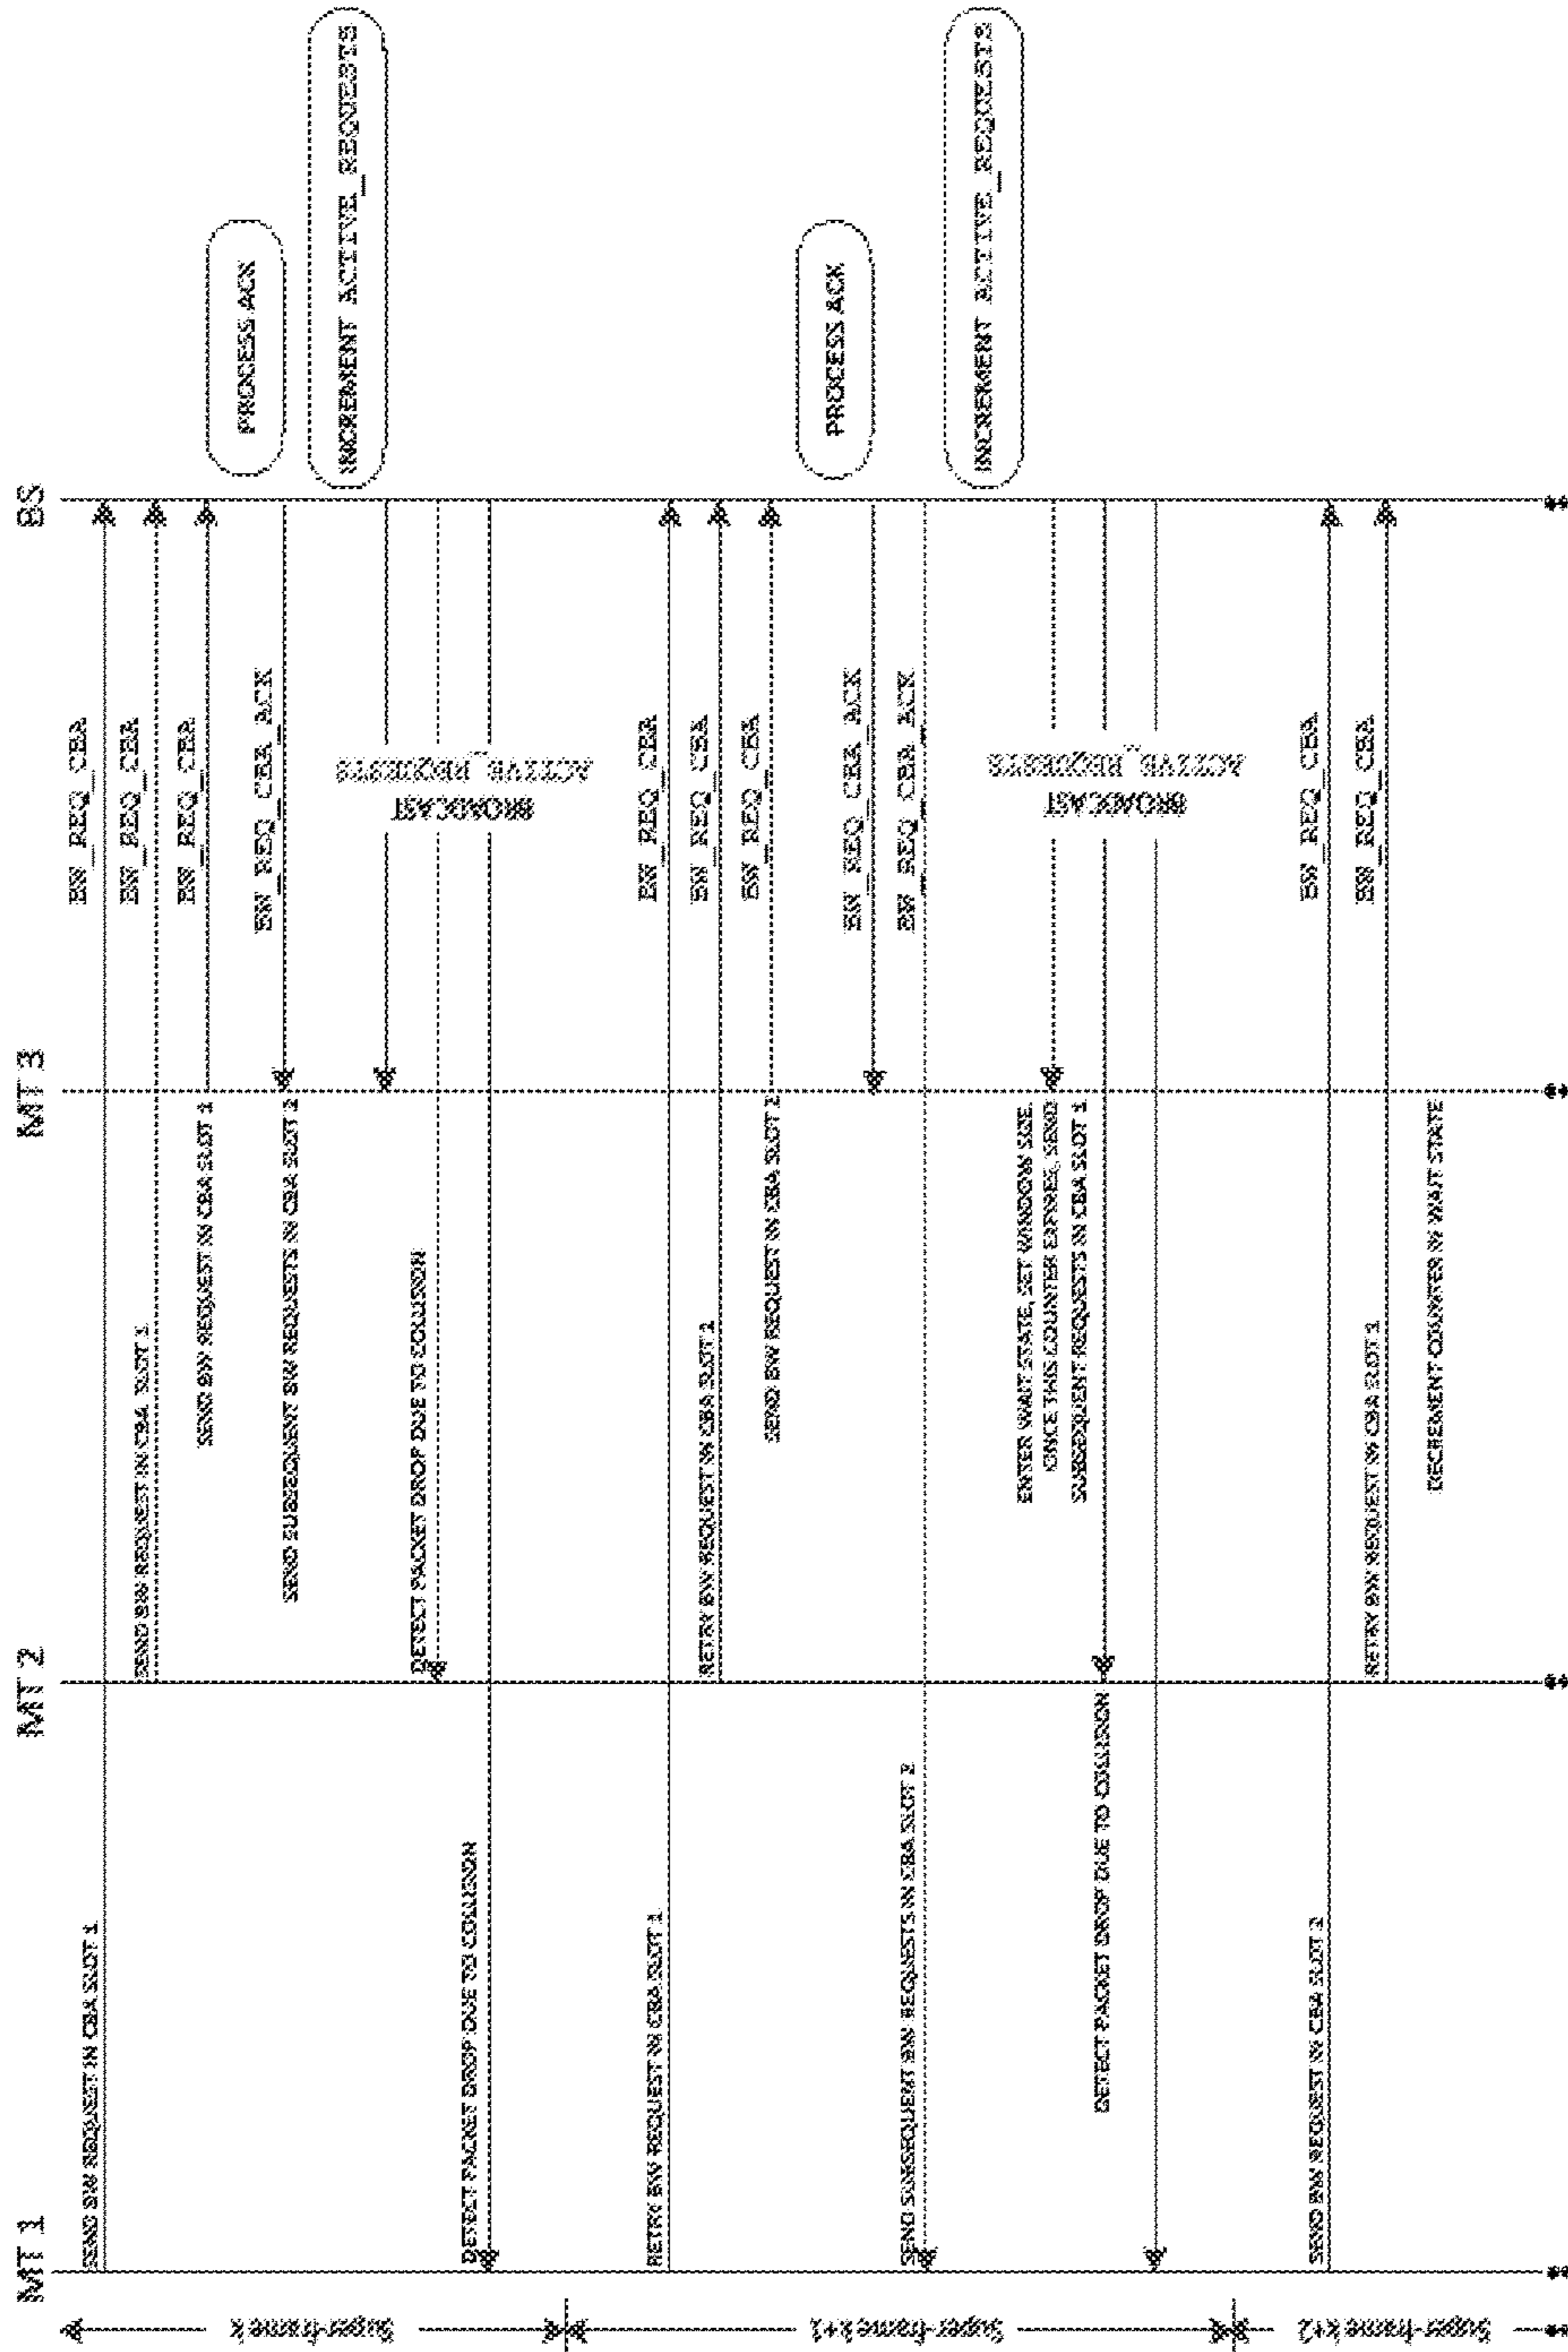 MT 1
MT 2
MT 3
BS
Super-frame k
SEND BW REQUEST IN CBA SLOT 1
BW_REQ_CBA
SEND BW REQUEST IN CBA SLOT 1
BW_REQ_CBA
SEND BW REQUEST IN CBA SLOT
BW_REQ_CBA
PROCESS ACK
SEND SUBSEQUENT BW REQUESTS IN CBA SLOT 2
BW_REQ_CBA_ACK
INCREMENT ACTIVE_REQUESTS
BROADCAST
ACTIVE_REQUESTS
DETECT PACKET DROP DUE TO COLLISION
DETECT PACKET DROP DUE TO COLLISION
Super-frame k+1
RETRY BW REQUEST IN CBA SLOT 1
BW_REQ_CBA
RETRY BW REQUEST IN CBA SLOT 1
BW_REQ_CBA
SEND BW REQUEST IN CBA SLOT 2
BW_REQ_CBA
PROCESS ACK
BW_REQ_CBA_ACK
SEND SUBSEQUENT BW REQUESTS IN CBA SLOT 2
BW_REQ_CBA_ACK
INCREMENT ACTIVE_REQUESTS
ENTER WAIT STATE, SET WINDOW SIZE.
ONCE THIS COUNTER EXPIRES, SEND
SUBSEQUENT REQUESTS IN CBA SLOT 1
BROADCAST
ACTIVE_REQUESTS
DETECT PACKET DROP DUE TO COLLISION
Super-frame k+2
SEND BW REQUEST IN CBA SLOT 2
BW_REQ_CBA
RETRY BW REQUEST IN CBA SLOT 1
BW_REQ_CBA
DECREMENT COUNTER IN WAIT STATE